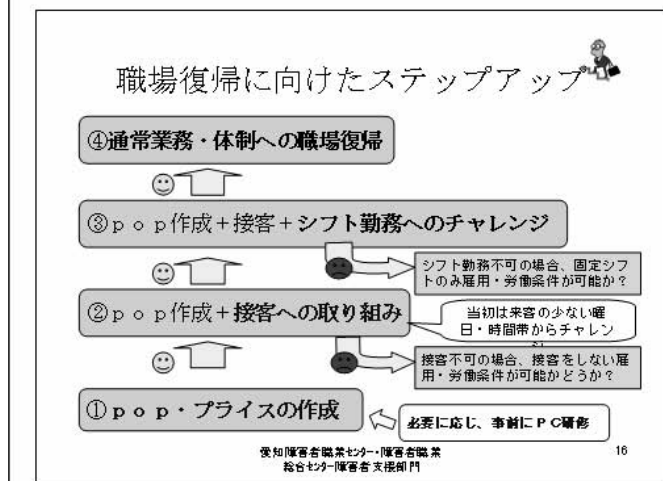 職場復帰に向けたステップアップ
④通常業務・体制への職場復帰
③ｐｏｐ作成＋接客＋シフト勤務へのチャレンジ
シフト勤務不可の場合、固定シフ
トのみ雇用・労働条件が可能か？
②ｐｏｐ作成＋接客への取り組み
当初は来客の少ない曜
日・時間帯からチャレン
接客不可の場合、接客をしない雇
用・労働条件が可能かどうか？
①ｐｏｐ・プライスの作成
必要に応じ、事前にＰＣ研修
愛知障害者職業センター・障害者職業
総合センター障害者支援部門
16